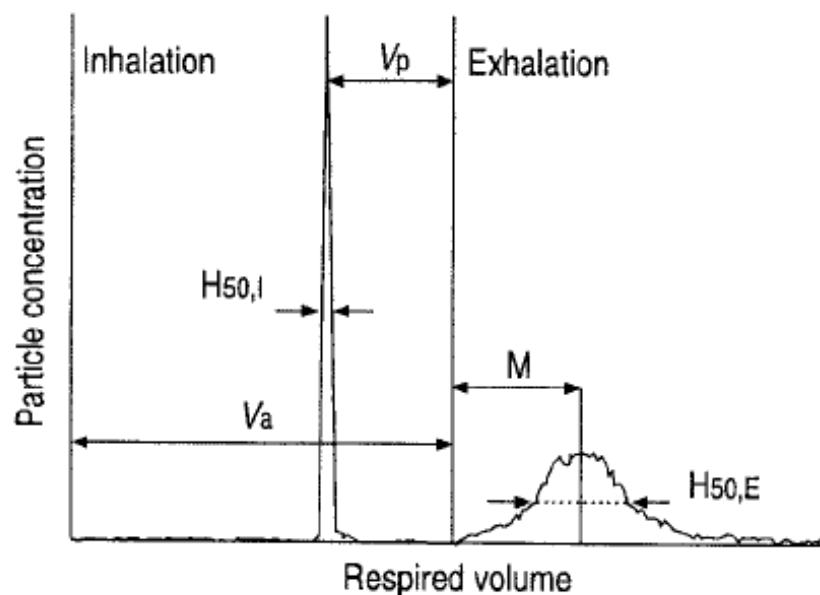 Inhalation
Vp
Exhalation
Particle concentration
H50,I
M
Va
H50,E
Respired volume